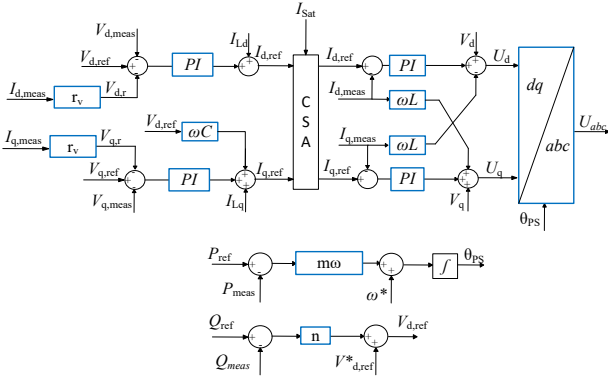 I_Sat
V_d,meas
I_Ld
V_d
V_d,ref
PI
I_d,ref
I_d,ref
PI
U_d
I_d,meas
r_v
V_d,r
I_d,meas
ωL
dq
V_d,ref
ωC
CSA
U_abc
I_q,meas
r_v
V_q,r
I_q,meas
ωL
abc
V_q,ref
PI
I_q,ref
I_q,ref
PI
U_q
V_q,meas
I_Lq
V_q
θ_PS
P_ref
mω
∫
θ_PS
P_meas
ω*
Q_ref
n
V_d,ref
Q_meas
V*_d,ref